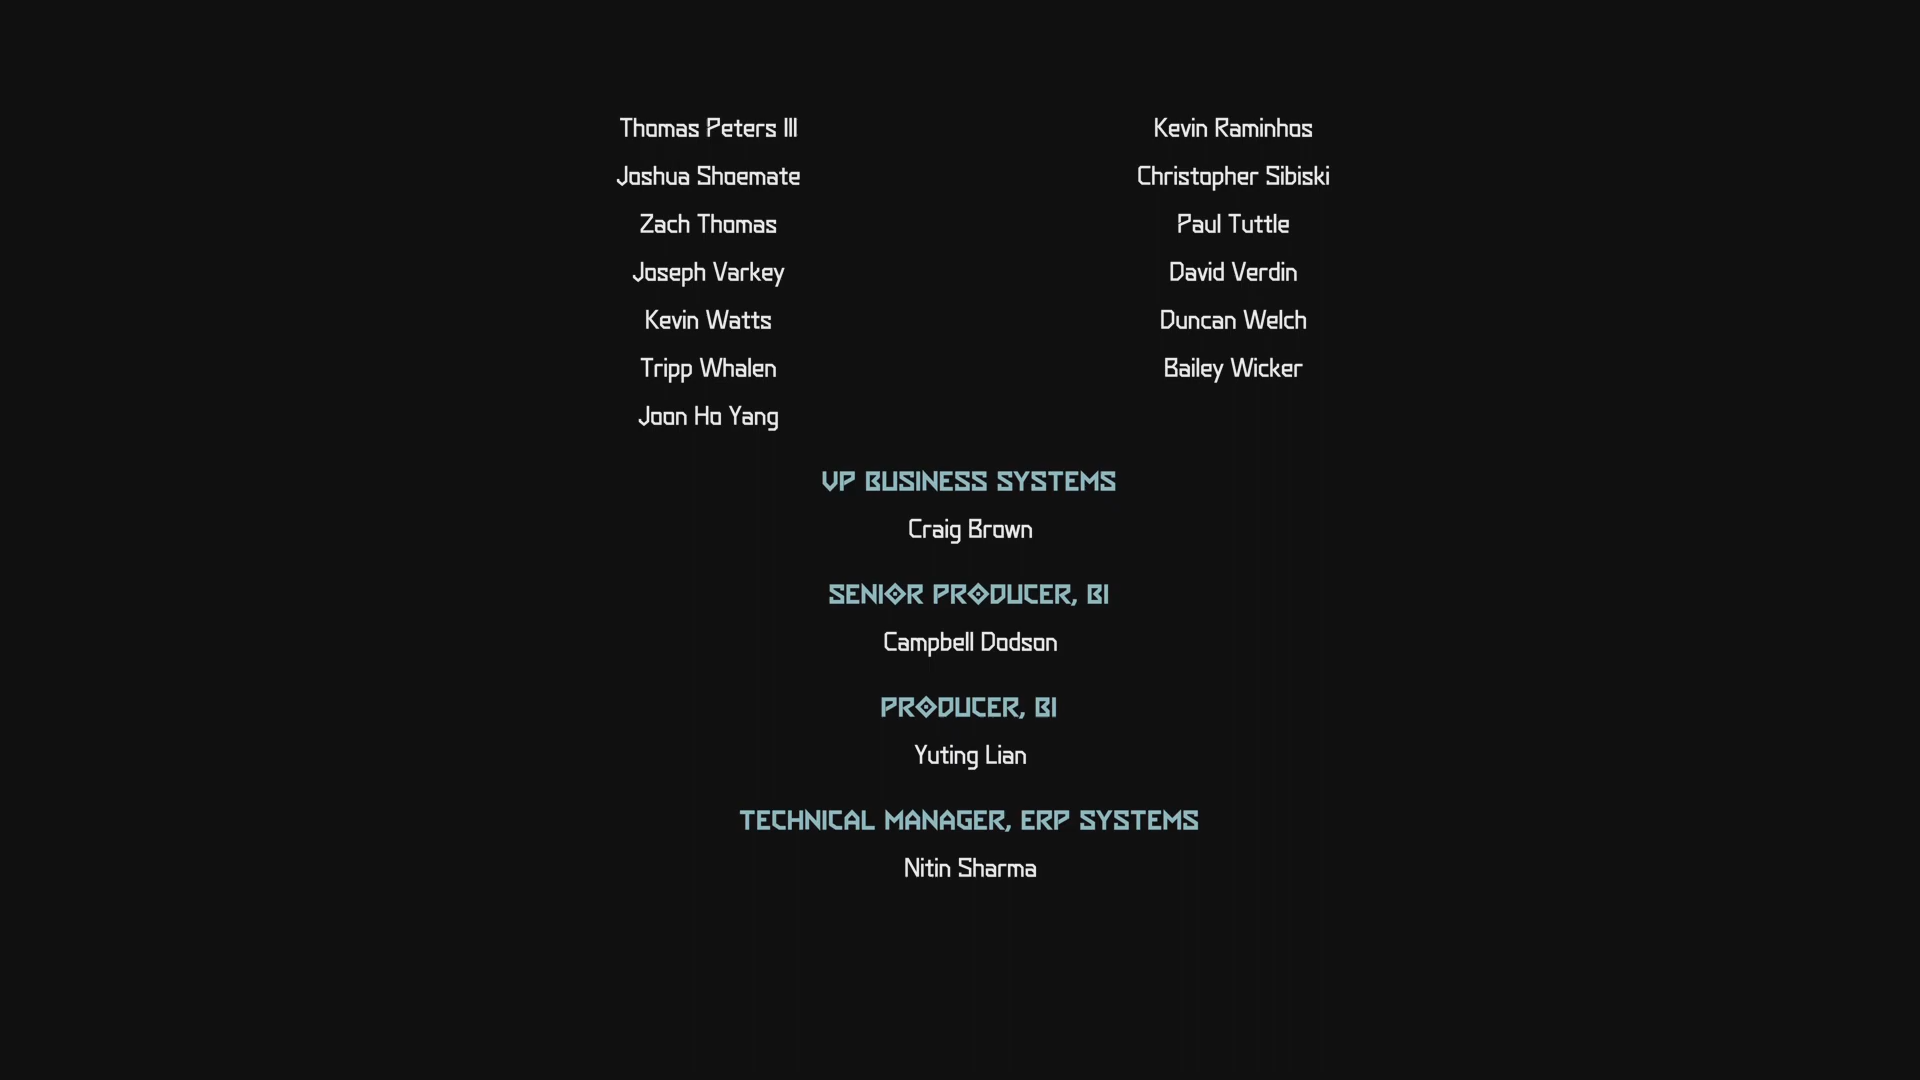 Thomas Peters III
Kevin Raminhos
Joshua Shoemate
Christopher Sibiski
Zach Thomas
Paul Tuttle
Joseph Varkey
David Verdin
Kevin Watts
Duncan Welch
Tripp Whalen
Bailey Wicker
Joon Ho Yang
VP BUSINESS SYSTEMS
Craig Brown
SENIOR PRODUCER, BI
Campbell Dodson
PRODUCER, BI
Yuting Lian
TECHNICAL MANAGER, ERP SYSTEMS
Nitin Sharma